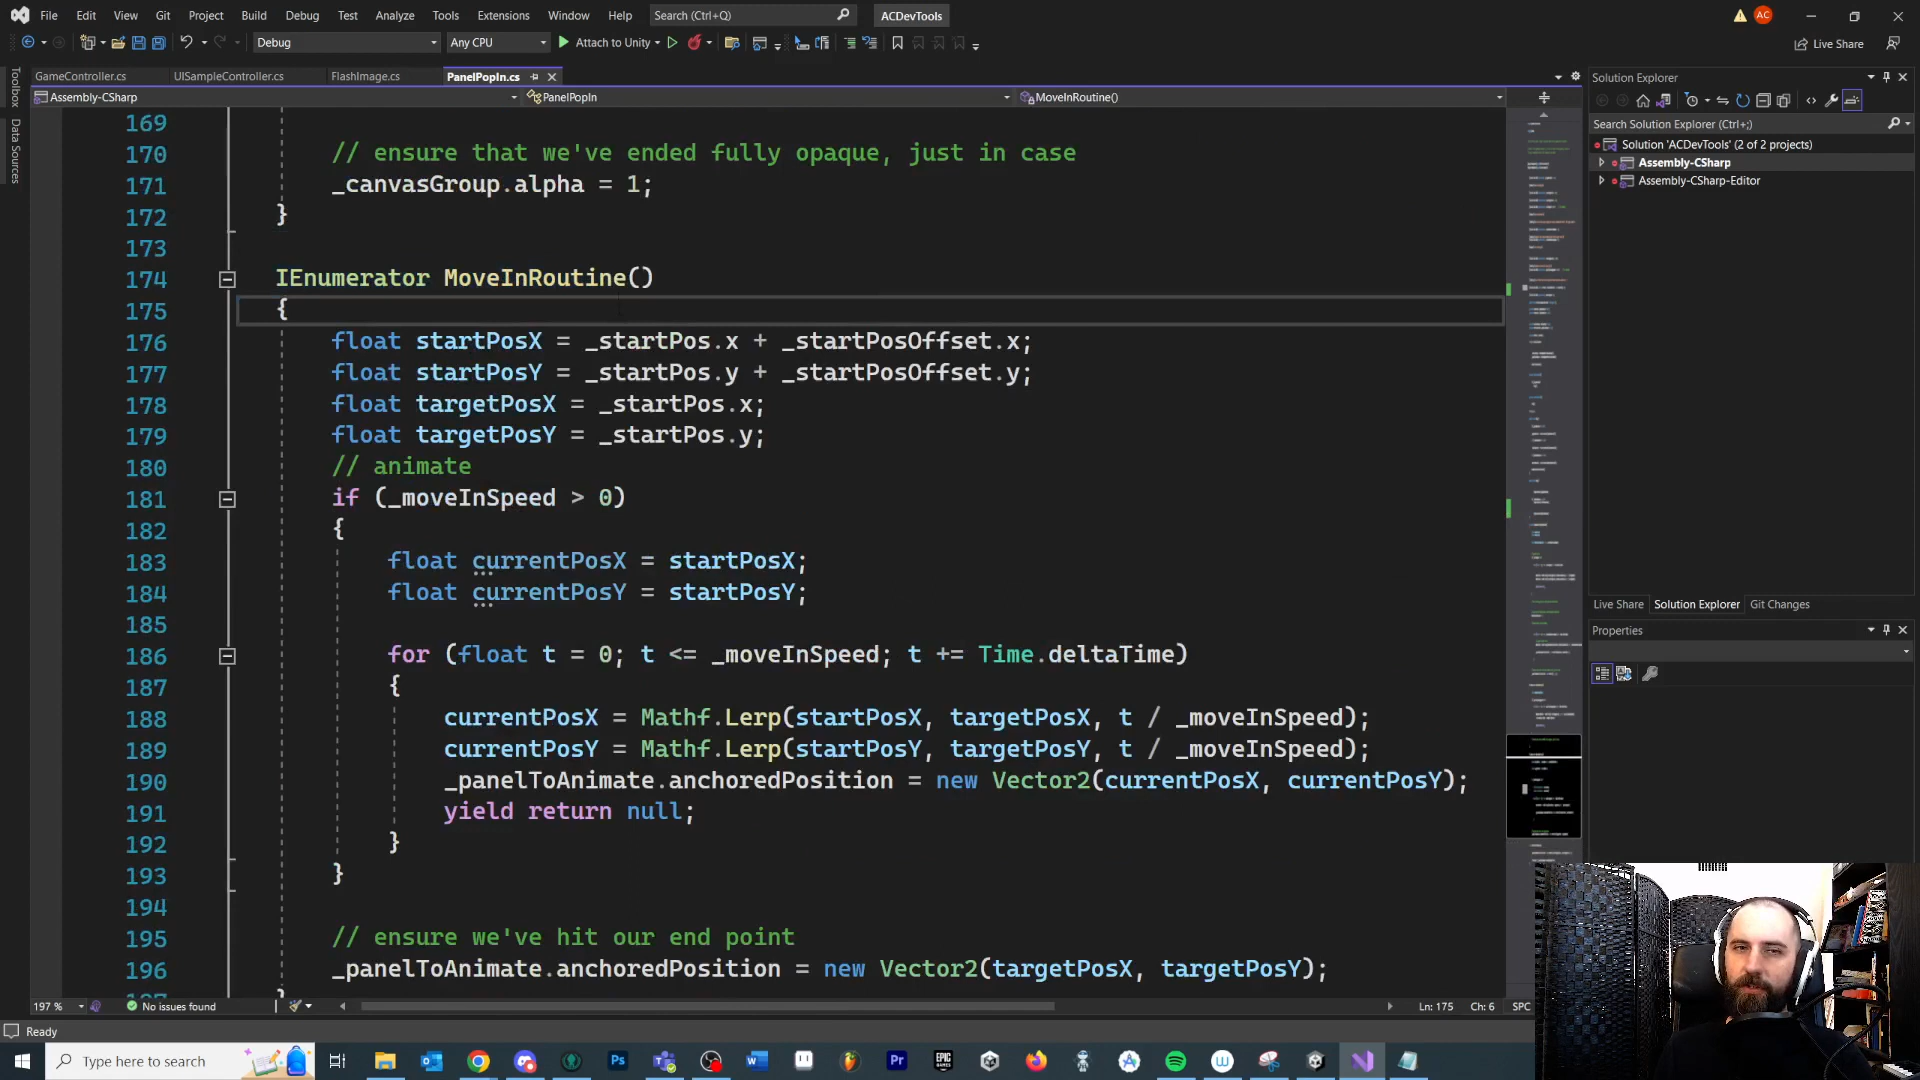 File Edit View Git Project Build Debug Test Analyze Tools Extensions Window Help Search (Ctrl+Q) ACDevTools AC
Debug Any CPU Attach to Unity Live Share
GameController.cs UISampleController.cs FlashImage.cs PanelPopIn.cs
Assembly-CSharp PanelPopIn MoveInRoutine()
Toolbox
Data Sources
169
170 // ensure that we've ended fully opaque, just in case
171 _canvasGroup.alpha = 1;
172 }
173
174 IEnumerator MoveInRoutine()
175 {
176 float startPosX = _startPos.x + _startPosOffset.x;
177 float startPosY = _startPos.y + _startPosOffset.y;
178 float targetPosX = _startPos.x;
179 float targetPosY = _startPos.y;
180 // animate
181 if (_moveInSpeed > 0)
182 {
183 float currentPosX = startPosX;
184 float currentPosY = startPosY;
185
186 for (float t = 0; t <= _moveInSpeed; t += Time.deltaTime)
187 {
188 currentPosX = Mathf.Lerp(startPosX, targetPosX, t / _moveInSpeed);
189 currentPosY = Mathf.Lerp(startPosY, targetPosY, t / _moveInSpeed);
190 _panelToAnimate.anchoredPosition = new Vector2(currentPosX, currentPosY);
191 yield return null;
192 }
193 }
194
195 // ensure we've hit our end point
196 _panelToAnimate.anchoredPosition = new Vector2(targetPosX, targetPosY);
197 % No issues found Ln: 175 Ch: 6 SPC
Ready
Solution Explorer
Search Solution Explorer (Ctrl+;)
Solution 'ACDevTools' (2 of 2 projects)
Assembly-CSharp
Assembly-CSharp-Editor
Live Share Solution Explorer Git Changes
Properties
Type here to search